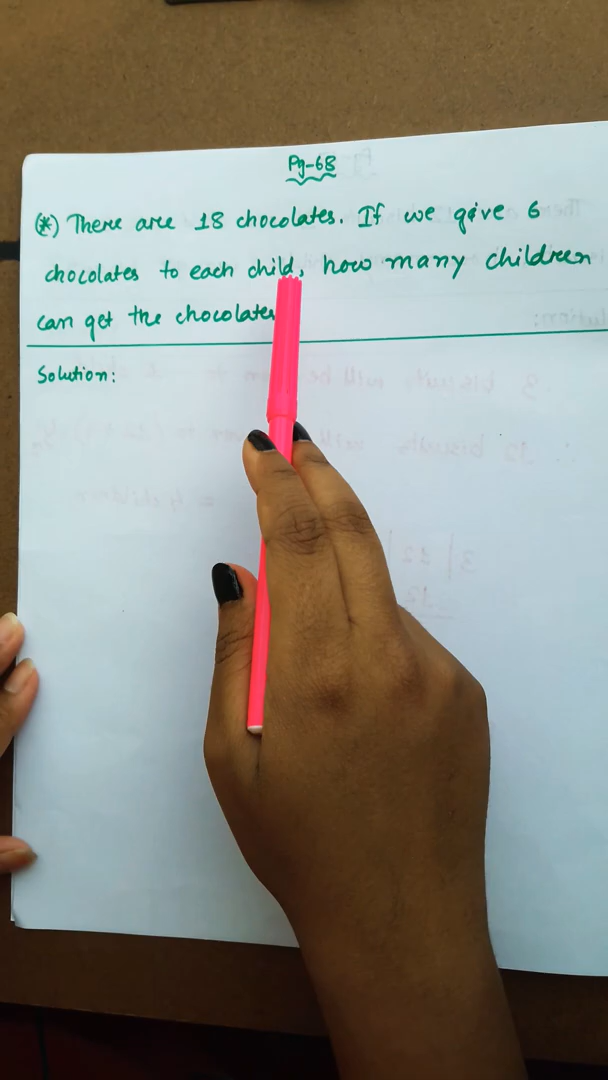 Pg-68
(*) There are 18 chocolates. If we give 6
chocolates to each child, how many children
can get the chocolates
Solution: